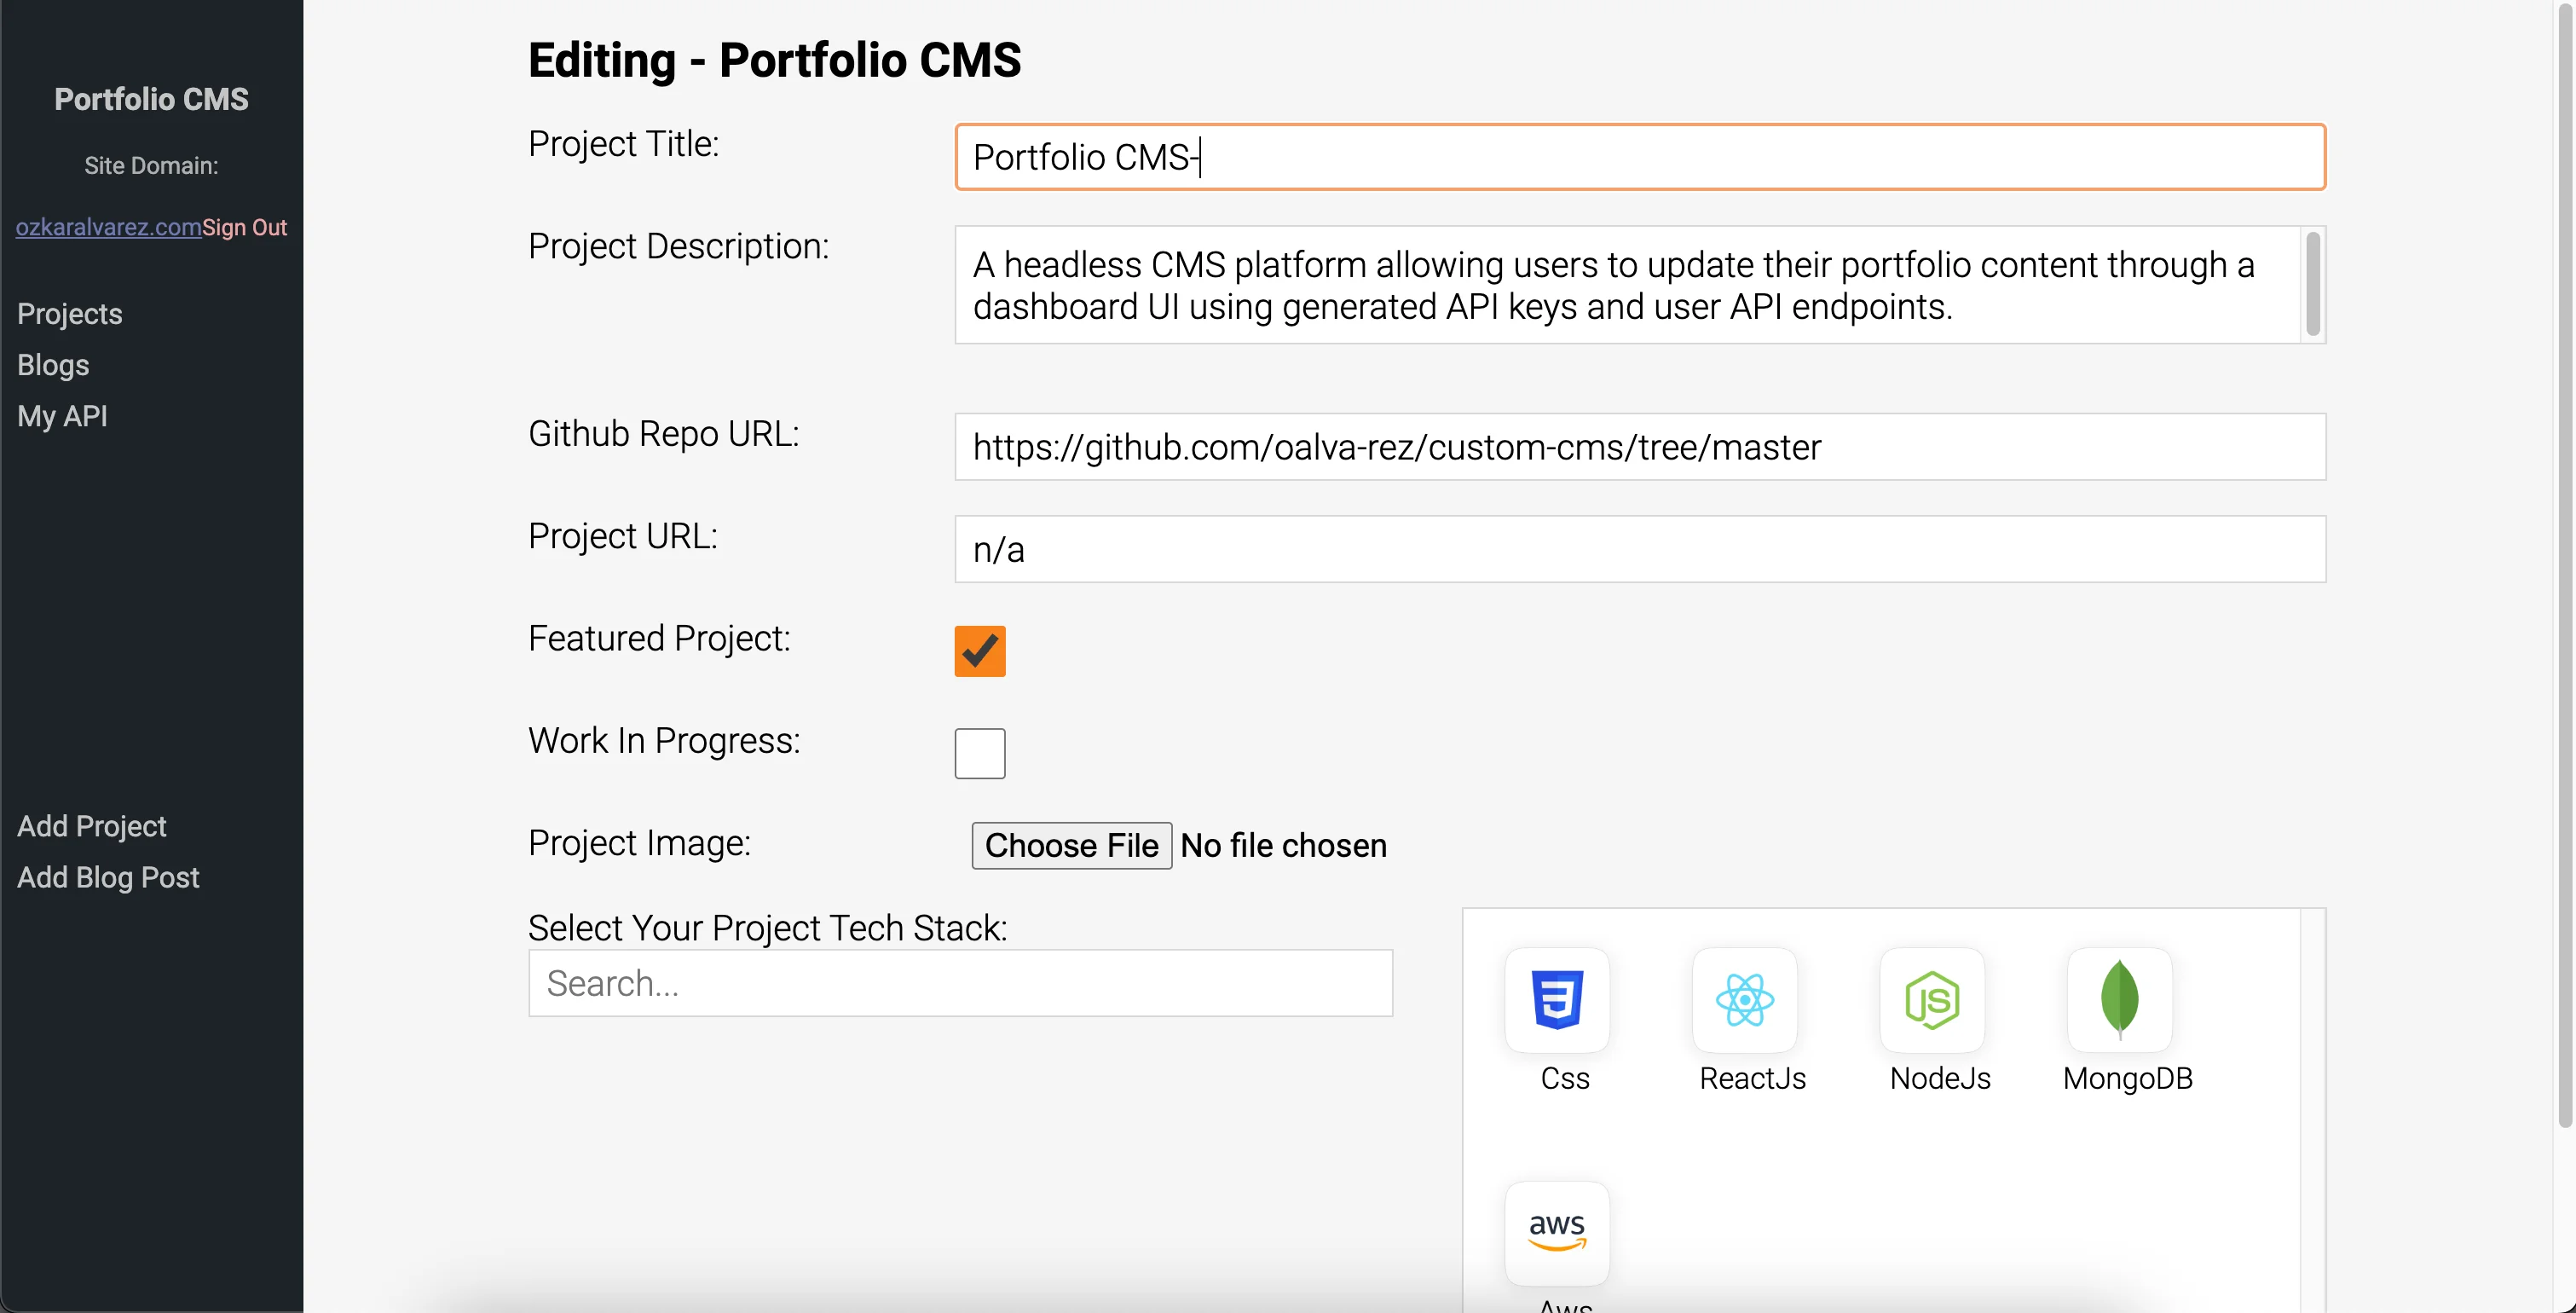 Portfolio CMS
Site Domain:
ozkaralvarez.com Sign Out
Projects
Blogs
My API
Add Project
Add Blog Post
Editing - Portfolio CMS
Project Title:
Portfolio CMS-
Project Description:
A headless CMS platform allowing users to update their portfolio content through a
dashboard UI using generated API keys and user API endpoints.
Github Repo URL:
https://github.com/oalva-rez/custom-cms/tree/master
Project URL:
n/a
Featured Project:
Work In Progress:
Project Image:
Choose File No file chosen
Select Your Project Tech Stack:
Search...
JS
Css ReactJs NodeJs MongoDB
aws
Aws